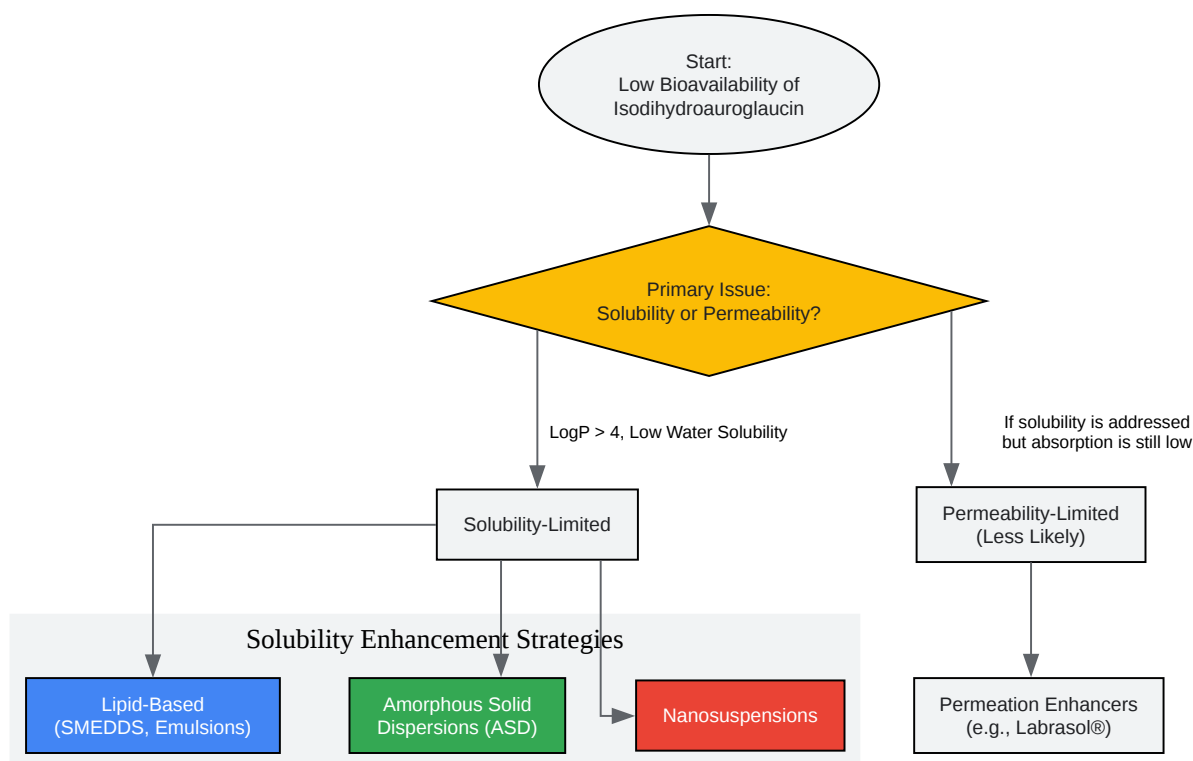 Start:
Low Bioavailability of
Isodihydroauroglaucin
Primary Issue:
Solubility or Permeability?
LogP > 4, Low Water Solubility
If solubility is addressed
but absorption is still low
Solubility-Limited
Permeability-Limited
(Less Likely)
Solubility Enhancement Strategies
Lipid-Based
(SMEDDS, Emulsions)
Amorphous Solid
Dispersions (ASD)
Nanosuspensions
Permeation Enhancers
(e.g., Labrasol®)